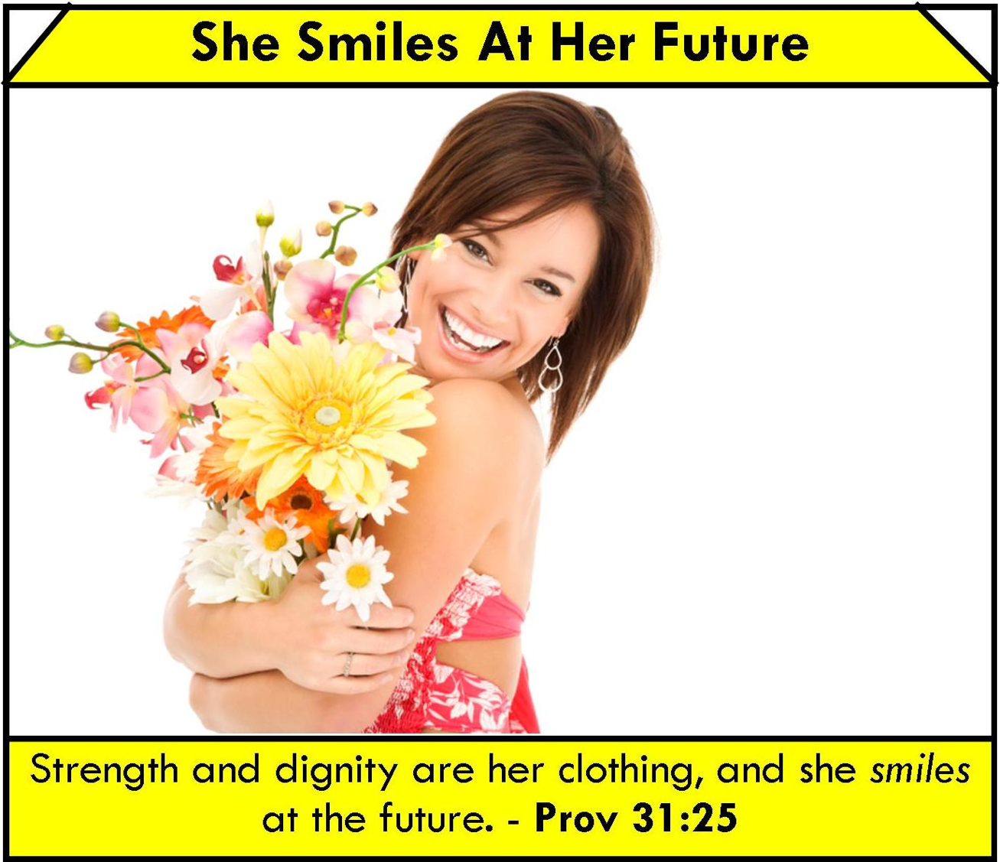 She Smiles At Her Future
Strength and dignity are her clothing, and she smiles
at the future. - Prov 31:25